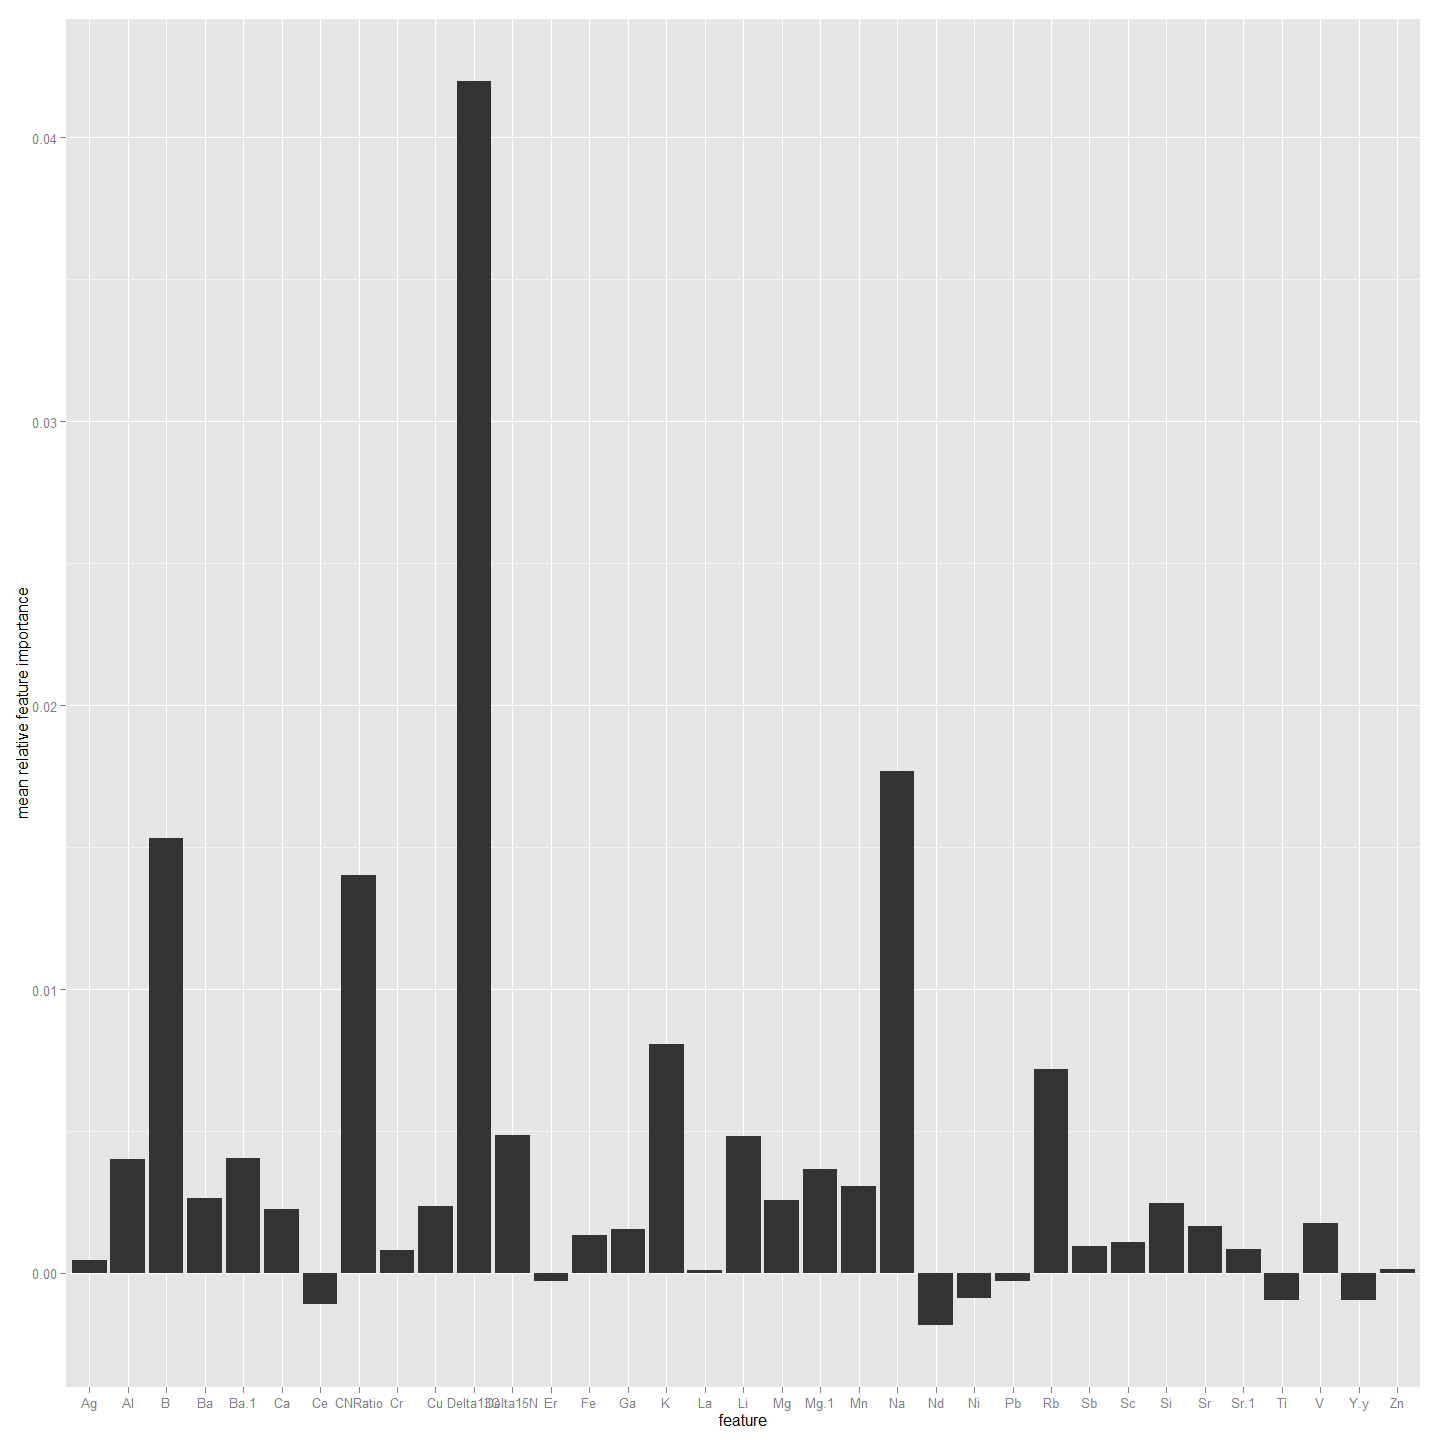 mean relative feature importance
0.04
0.03
0.02
0.01
0.00
Ag Al B Ba Ba.1 Ca Ce CNRatio Cr Cu Delta13C Delta15N Er Fe Ga K La Li Mg Mg.1 Mn Na Nd Ni Pb Rb Sb Sc Si Sr Sr.1 Ti V Y.y Zn
feature